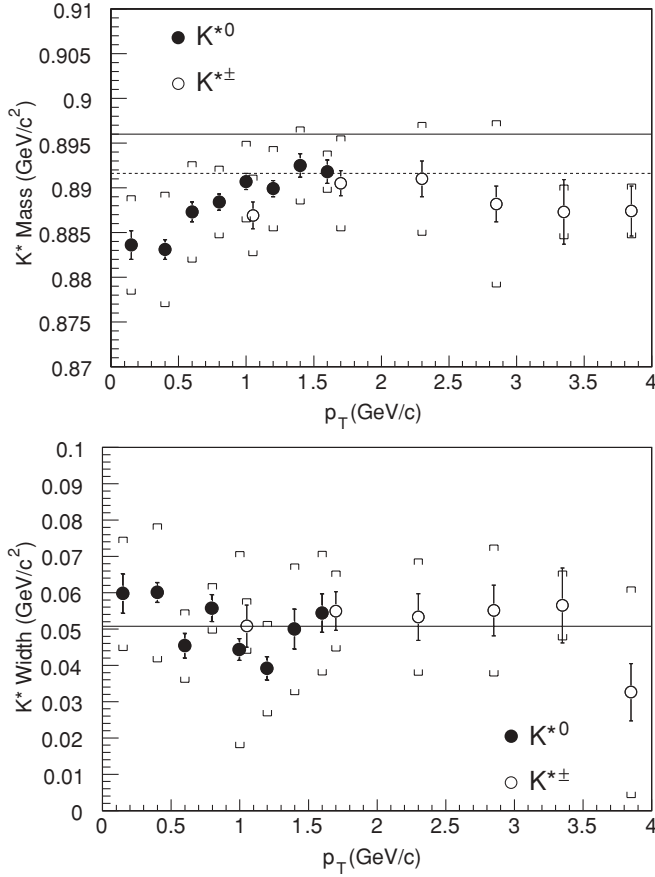 0.91
0.905
0.9
0.895
0.89
0.885
0.88
0.875
0.87
K* Mass (GeV/c²)
K*⁰
K*±
0 0.5 1 1.5 2 2.5 3 3.5 4
p_T (GeV/c)
0.1
0.09
0.08
0.07
0.06
0.05
0.04
0.03
0.02
0.01
0
K* Width (GeV/c²)
K*⁰
K*±
0 0.5 1 1.5 2 2.5 3 3.5 4
p_T (GeV/c)